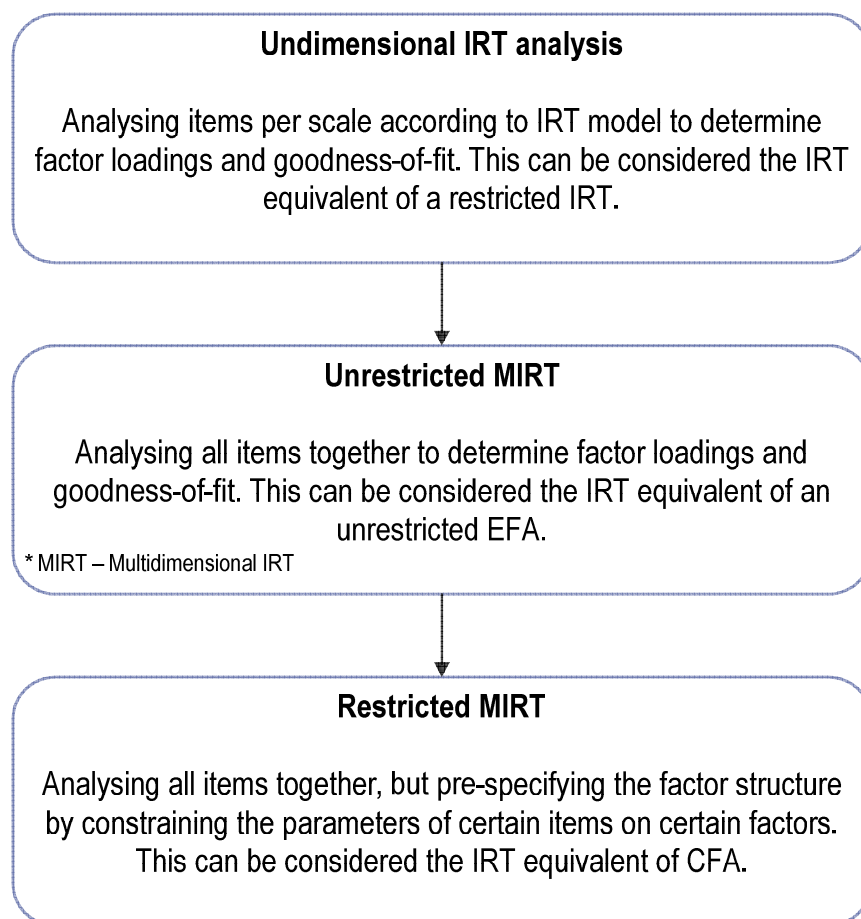 Undimensional IRT analysis
Analysing items per scale according to IRT model to determine
factor loadings and goodness-of-fit. This can be considered the IRT
equivalent of a restricted IRT.
Unrestricted MIRT
Analysing all items together to determine factor loadings and
goodness-of-fit. This can be considered the IRT equivalent of an
unrestricted EFA.
* MIRT – Multidimensional IRT
Restricted MIRT
Analysing all items together, but pre-specifying the factor structure
by constraining the parameters of certain items on certain factors.
This can be considered the IRT equivalent of CFA.